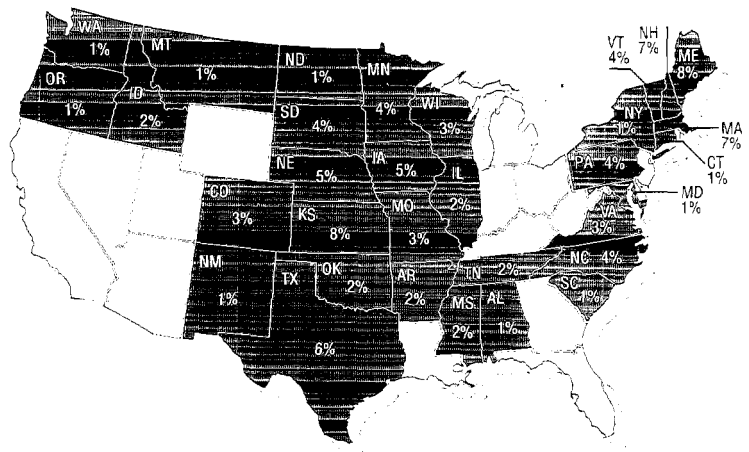 WA
1%
MT
1%
ND
1%
MN
4%
OR
1%
ID
2%
SD
4%
WI
3%
NE
5%
IA
5%
IL
2%
CO
3%
KS
8%
MO
3%
NM
1%
TX
6%
OK
2%
AR
2%
TN
2%
MS
2%
AL
1%
NC
4%
SC
1%
VA
3%
PA
4%
NY
1%
VT
4%
NH
7%
ME
8%
MA
7%
CT
1%
MD
1%